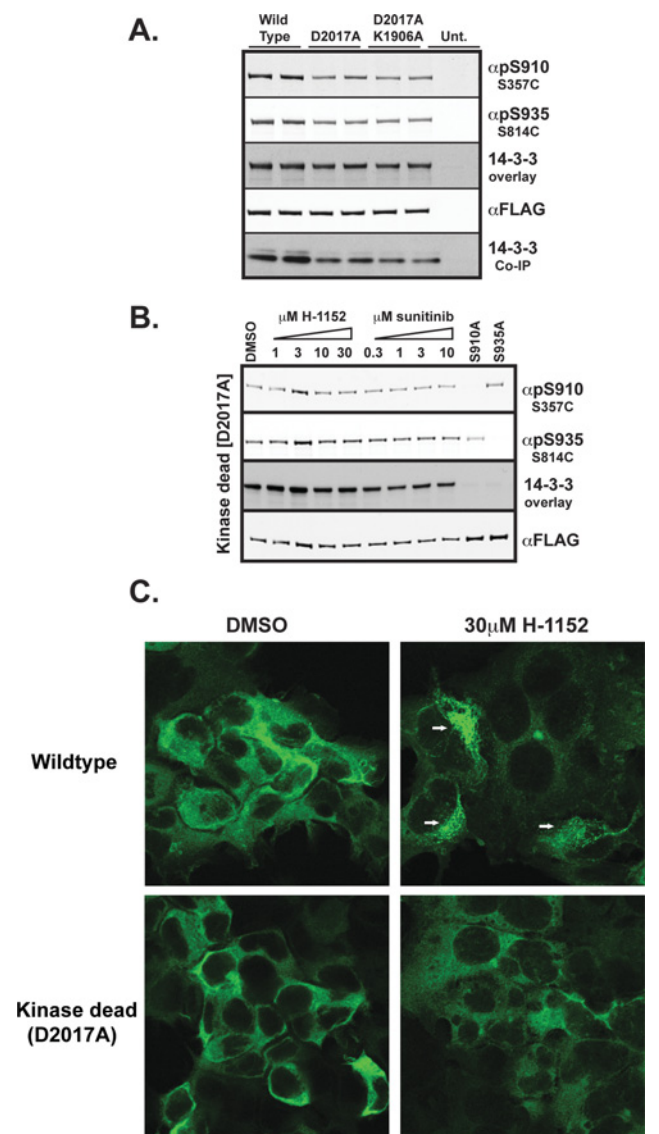 A.
Wild Type
D2017A
D2017A K1906A
Unt.
αpS910
S357C
αpS935
S814C
14-3-3
overlay
αFLAG
14-3-3
Co-IP
B.
μM H-1152
μM sunitinib
DMSO
1 3 10 30
0.3 1 3 10
S910A
S935A
Kinase dead [D2017A]
αpS910
S357C
αpS935
S814C
14-3-3
overlay
αFLAG
C.
DMSO
30μM H-1152
Wildtype
Kinase dead
(D2017A)